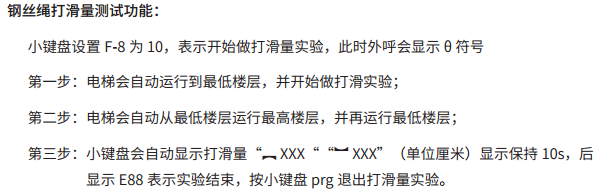 钢丝绳打滑量测试功能：
小键盘设置 F-8 为 10，表示开始做打滑量实验，此时外呼会显示 θ 符号
第一步：电梯会自动运行到最低楼层，并开始做打滑实验；
第二步：电梯会自动从最低楼层运行最高楼层，并再运行最低楼层；
第三步：小键盘会自动显示打滑量“︷XXX““︸XXX”（单位厘米）显示保持 10s，后
显示 E88 表示实验结束，按小键盘 prg 退出打滑量实验。